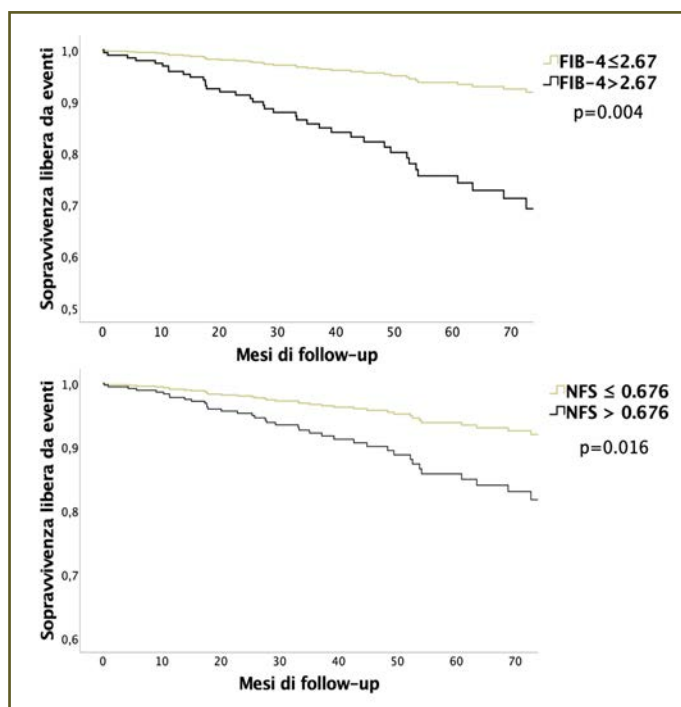 1,0
0,9
0,8
0,7
0,6
0,5
Sopravvivenza libera da eventi
0 10 20 30 40 50 60 70
Mesi di follow-up
FIB-4≤2.67
FIB-4>2.67
p=0.004
1,0
0,9
0,8
0,7
0,6
Sopravvivenza libera da eventi
0 10 20 30 40 50 60 70
Mesi di follow-up
NFS ≤ 0.676
NFS > 0.676
p=0.016